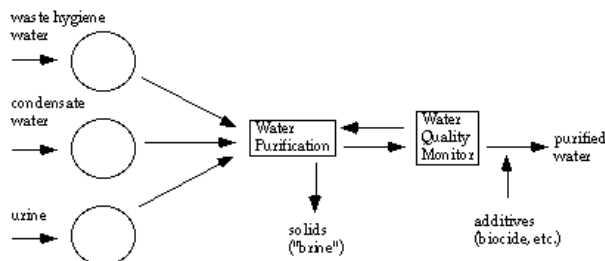 waste hygiene
water
condensate
water
urine
Water
Purification
solids
("brine")
Water
Quality
Monitor
purified
water
additives
(biocide, etc.)